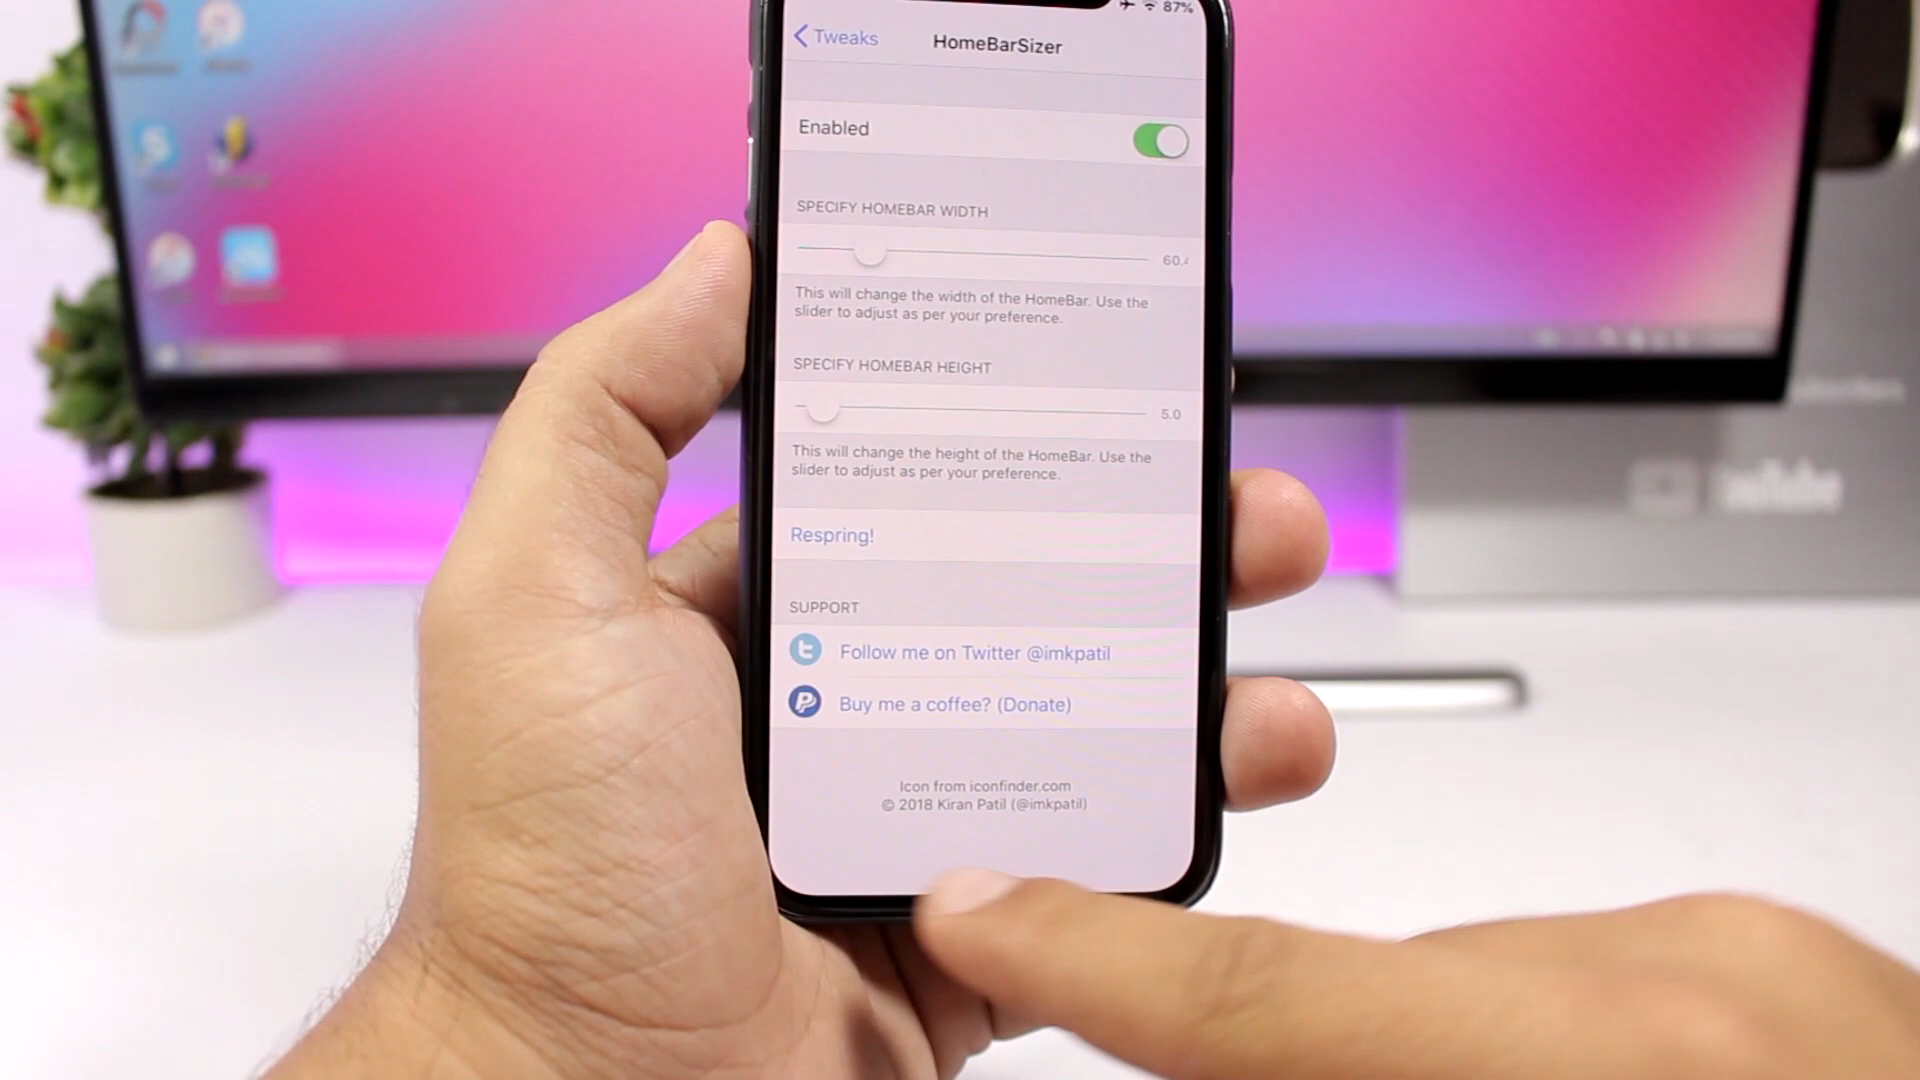 87%
Tweaks
HomeBarSizer
Enabled
SPECIFY HOMEBAR WIDTH
60.4
This will change the width of the HomeBar. Use the
slider to adjust as per your preference.
SPECIFY HOMEBAR HEIGHT
5.0
This will change the height of the HomeBar. Use the
slider to adjust as per your preference.
Respring!
SUPPORT
Follow me on Twitter @imkpatil
Buy me a coffee? (Donate)
Icon from iconfinder.com
© 2018 Kiran Patil (@imkpatil)
YouTube